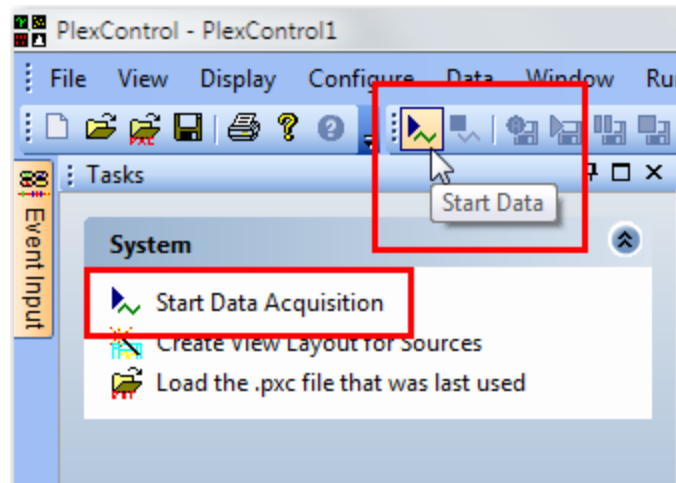 PlexControl - PlexControl1
File View Display Configure Data Window Ru
Tasks
Start Data
Event Input
System
Start Data Acquisition
Create View Layout for Sources
Load the .pxc file that was last used